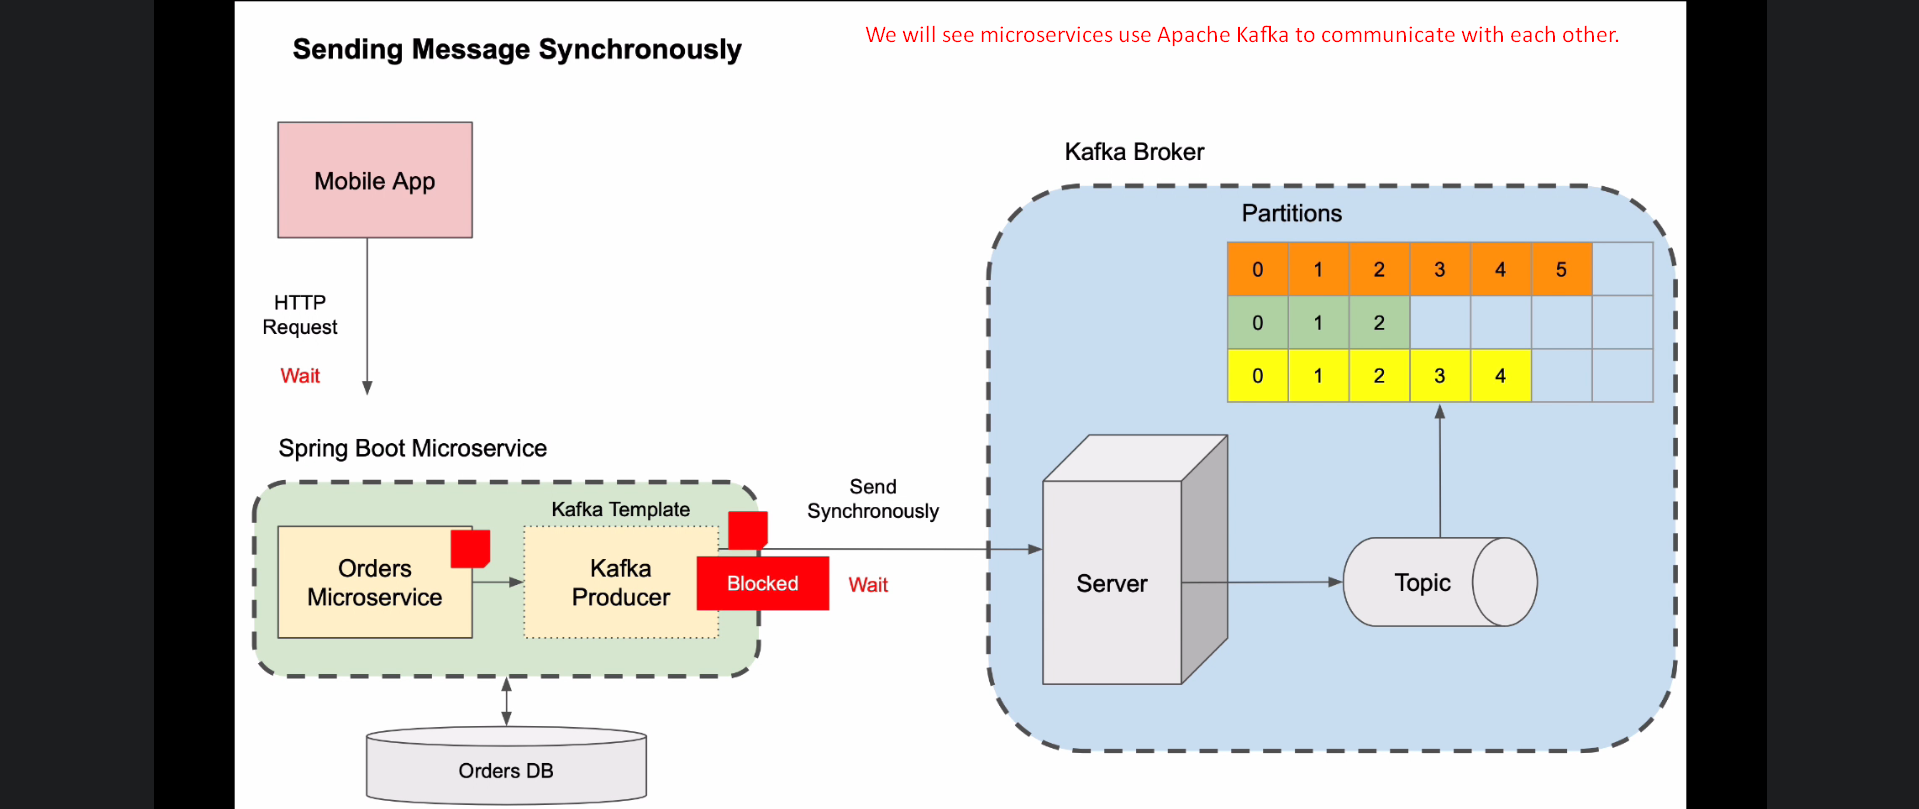 Sending Message Synchronously
We will see microservices use Apache Kafka to communicate with each other.
Mobile App
HTTP
Request
Wait
Kafka Broker
Partitions
0 1 2 3 4 5
0 1 2
0 1 2 3 4
Spring Boot Microservice
Kafka Template
Orders
Microservice
Kafka
Producer
Blocked
Send
Synchronously
Wait
Server
Topic
Orders DB